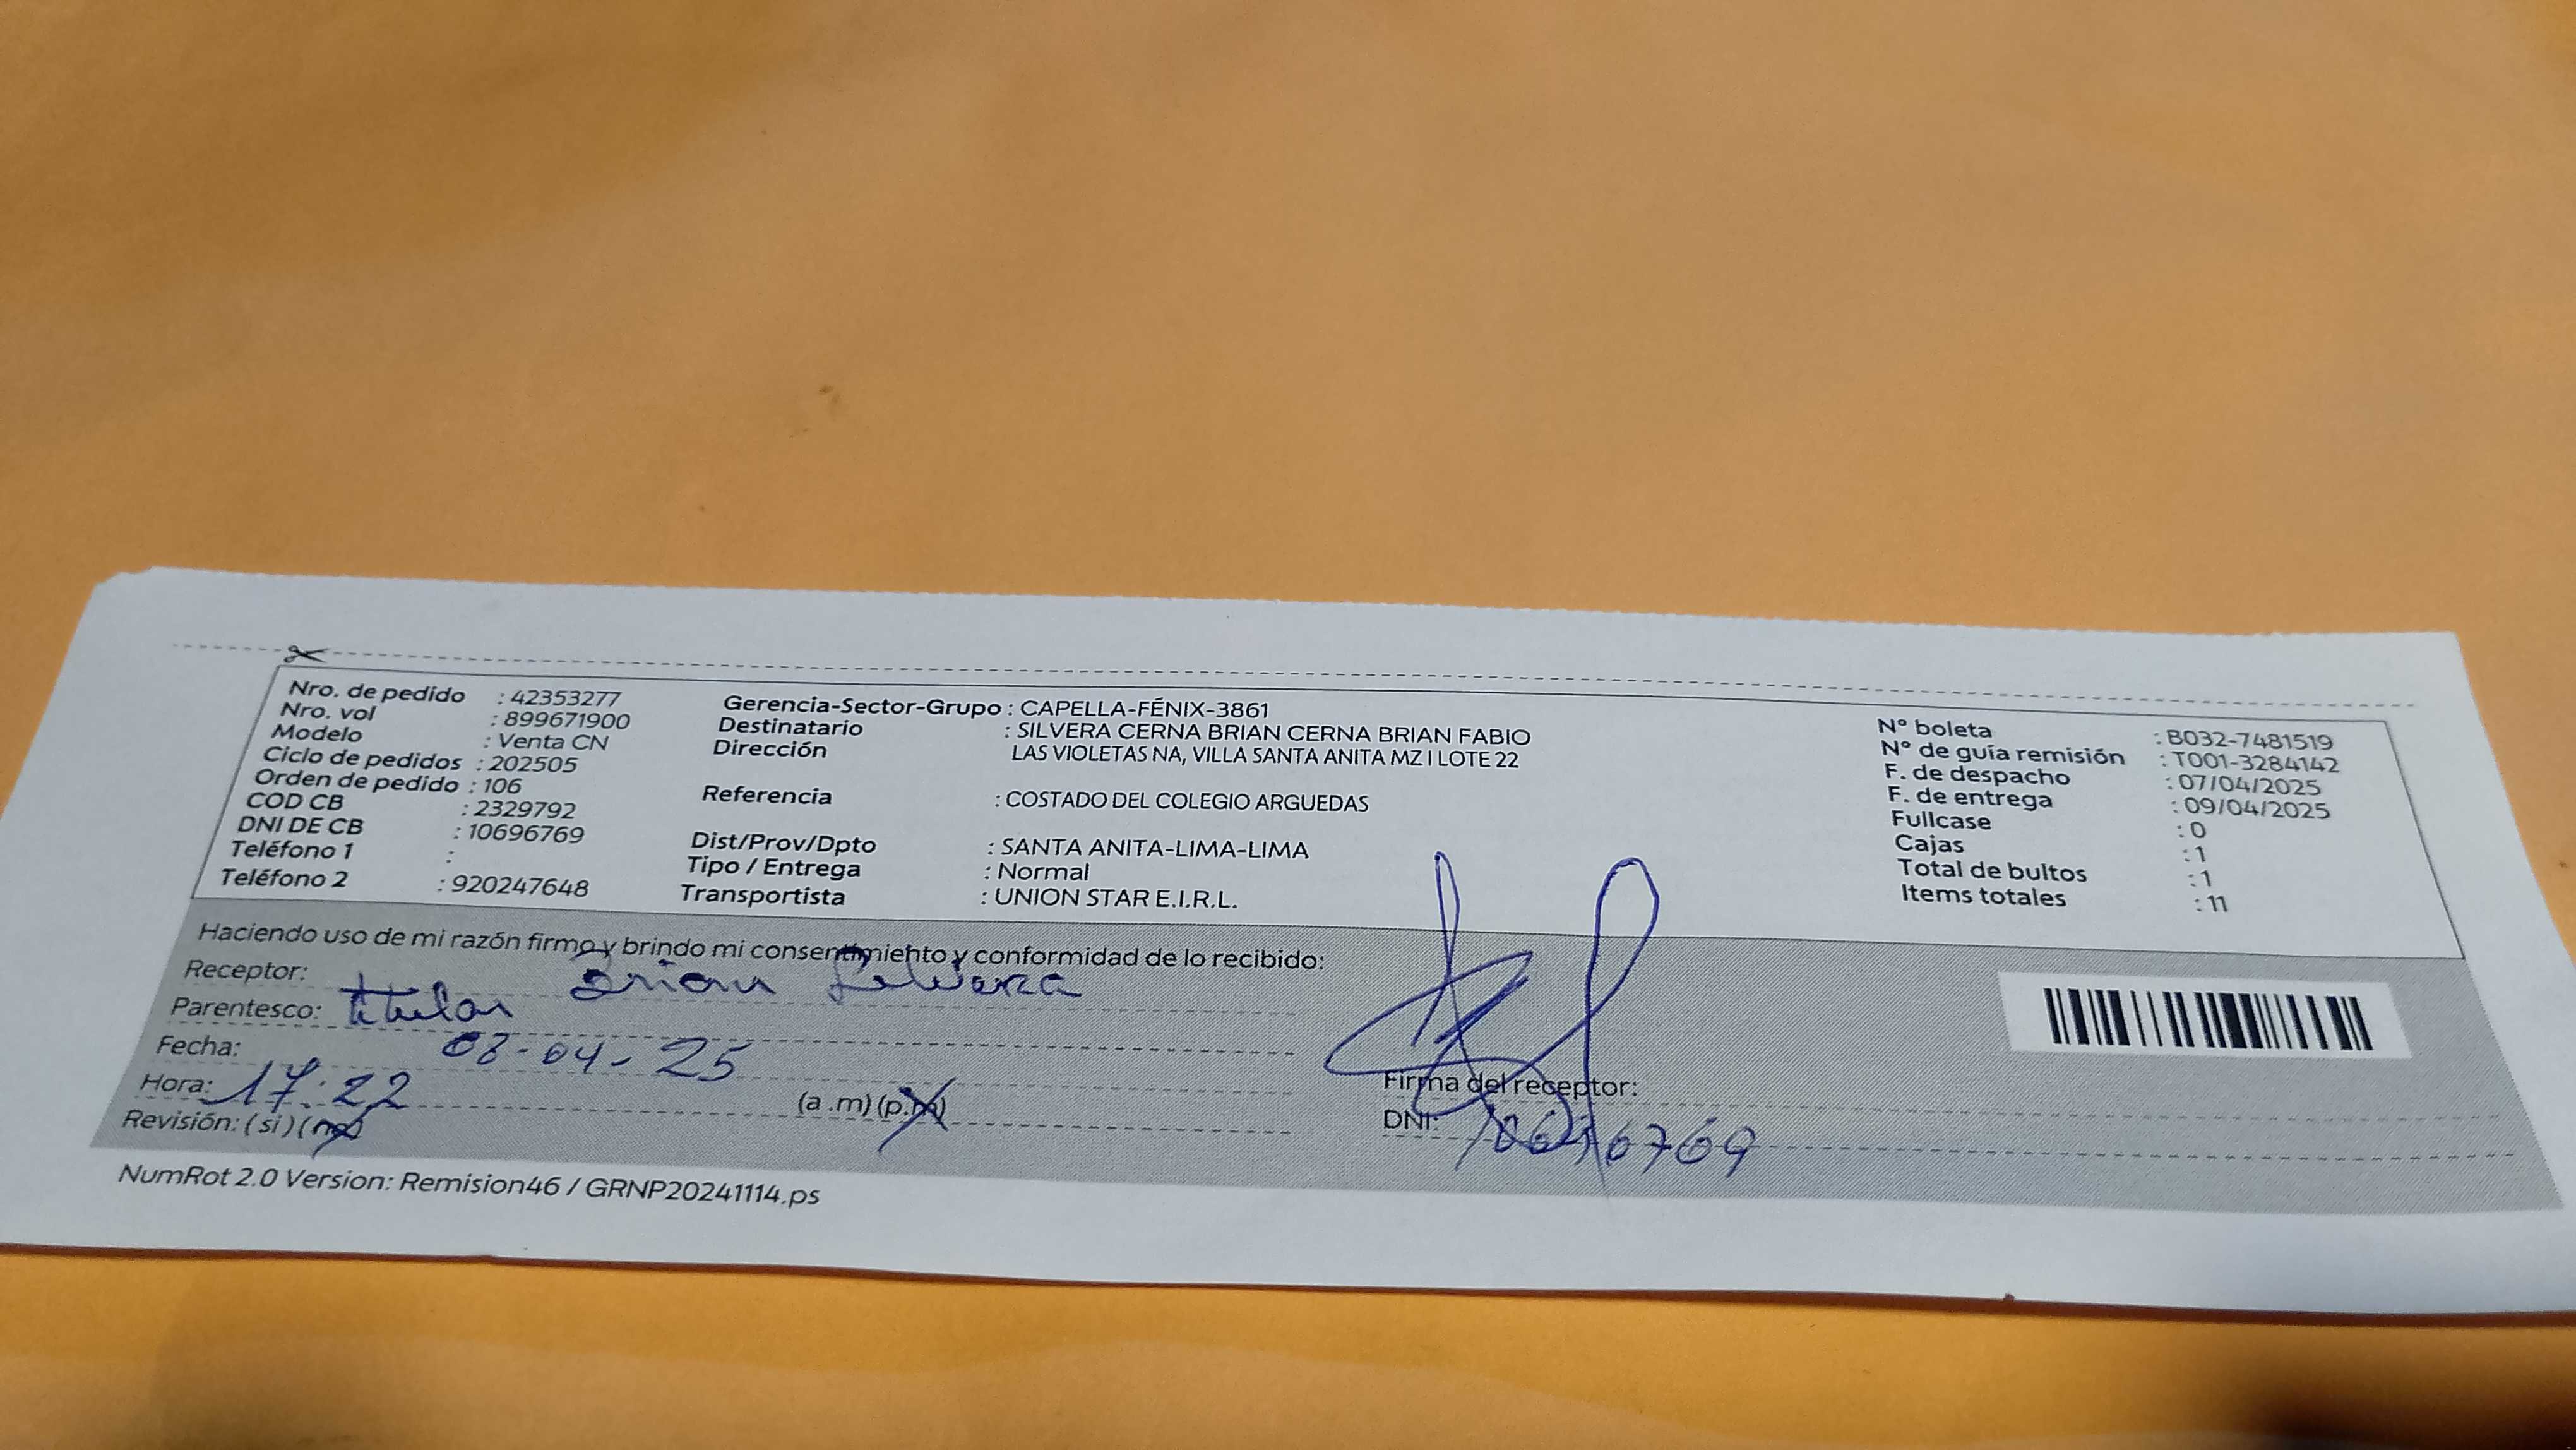 Nro. de pedido : 42353277
Nro. vol : 899671900
Modelo : Venta CN
Ciclo de pedidos : 202505
Orden de pedido : 106
COD CB : 2329792
DNI DE CB : 10696769
Teléfono 1 :
Teléfono 2 : 920247648
Gerencia-Sector-Grupo : CAPELLA-FÉNIX-3861
Destinatario : SILVERA CERNA BRIAN CERNA BRIAN FABIO
Dirección LAS VIOLETAS NA, VILLA SANTA ANITA MZ I LOTE 22
Referencia : COSTADO DEL COLEGIO ARGUEDAS
Dist/Prov/Dpto : SANTA ANITA-LIMA-LIMA
Tipo / Entrega : Normal
Transportista : UNION STAR E.I.R.L.
N° boleta : B032-7481519
N° de guía remisión : T001-3284142
F. de despacho : 07/04/2025
F. de entrega : 09/04/2025
Fullcase : 0
Cajas : 1
Total de bultos : 1
Items totales : 11
Haciendo uso de mi razón firmo y brindo mi consentimiento y conformidad de lo recibido:
Receptor: Brian Silvera
Parentesco: titular
Fecha: 08-04-25
Hora: 17:22 (a .m) (p.m)
Revisión: ( si ) ( no )
Firma del receptor:
DNI: 10696769
NumRot 2.0 Version: Remision46 / GRNP20241114.ps